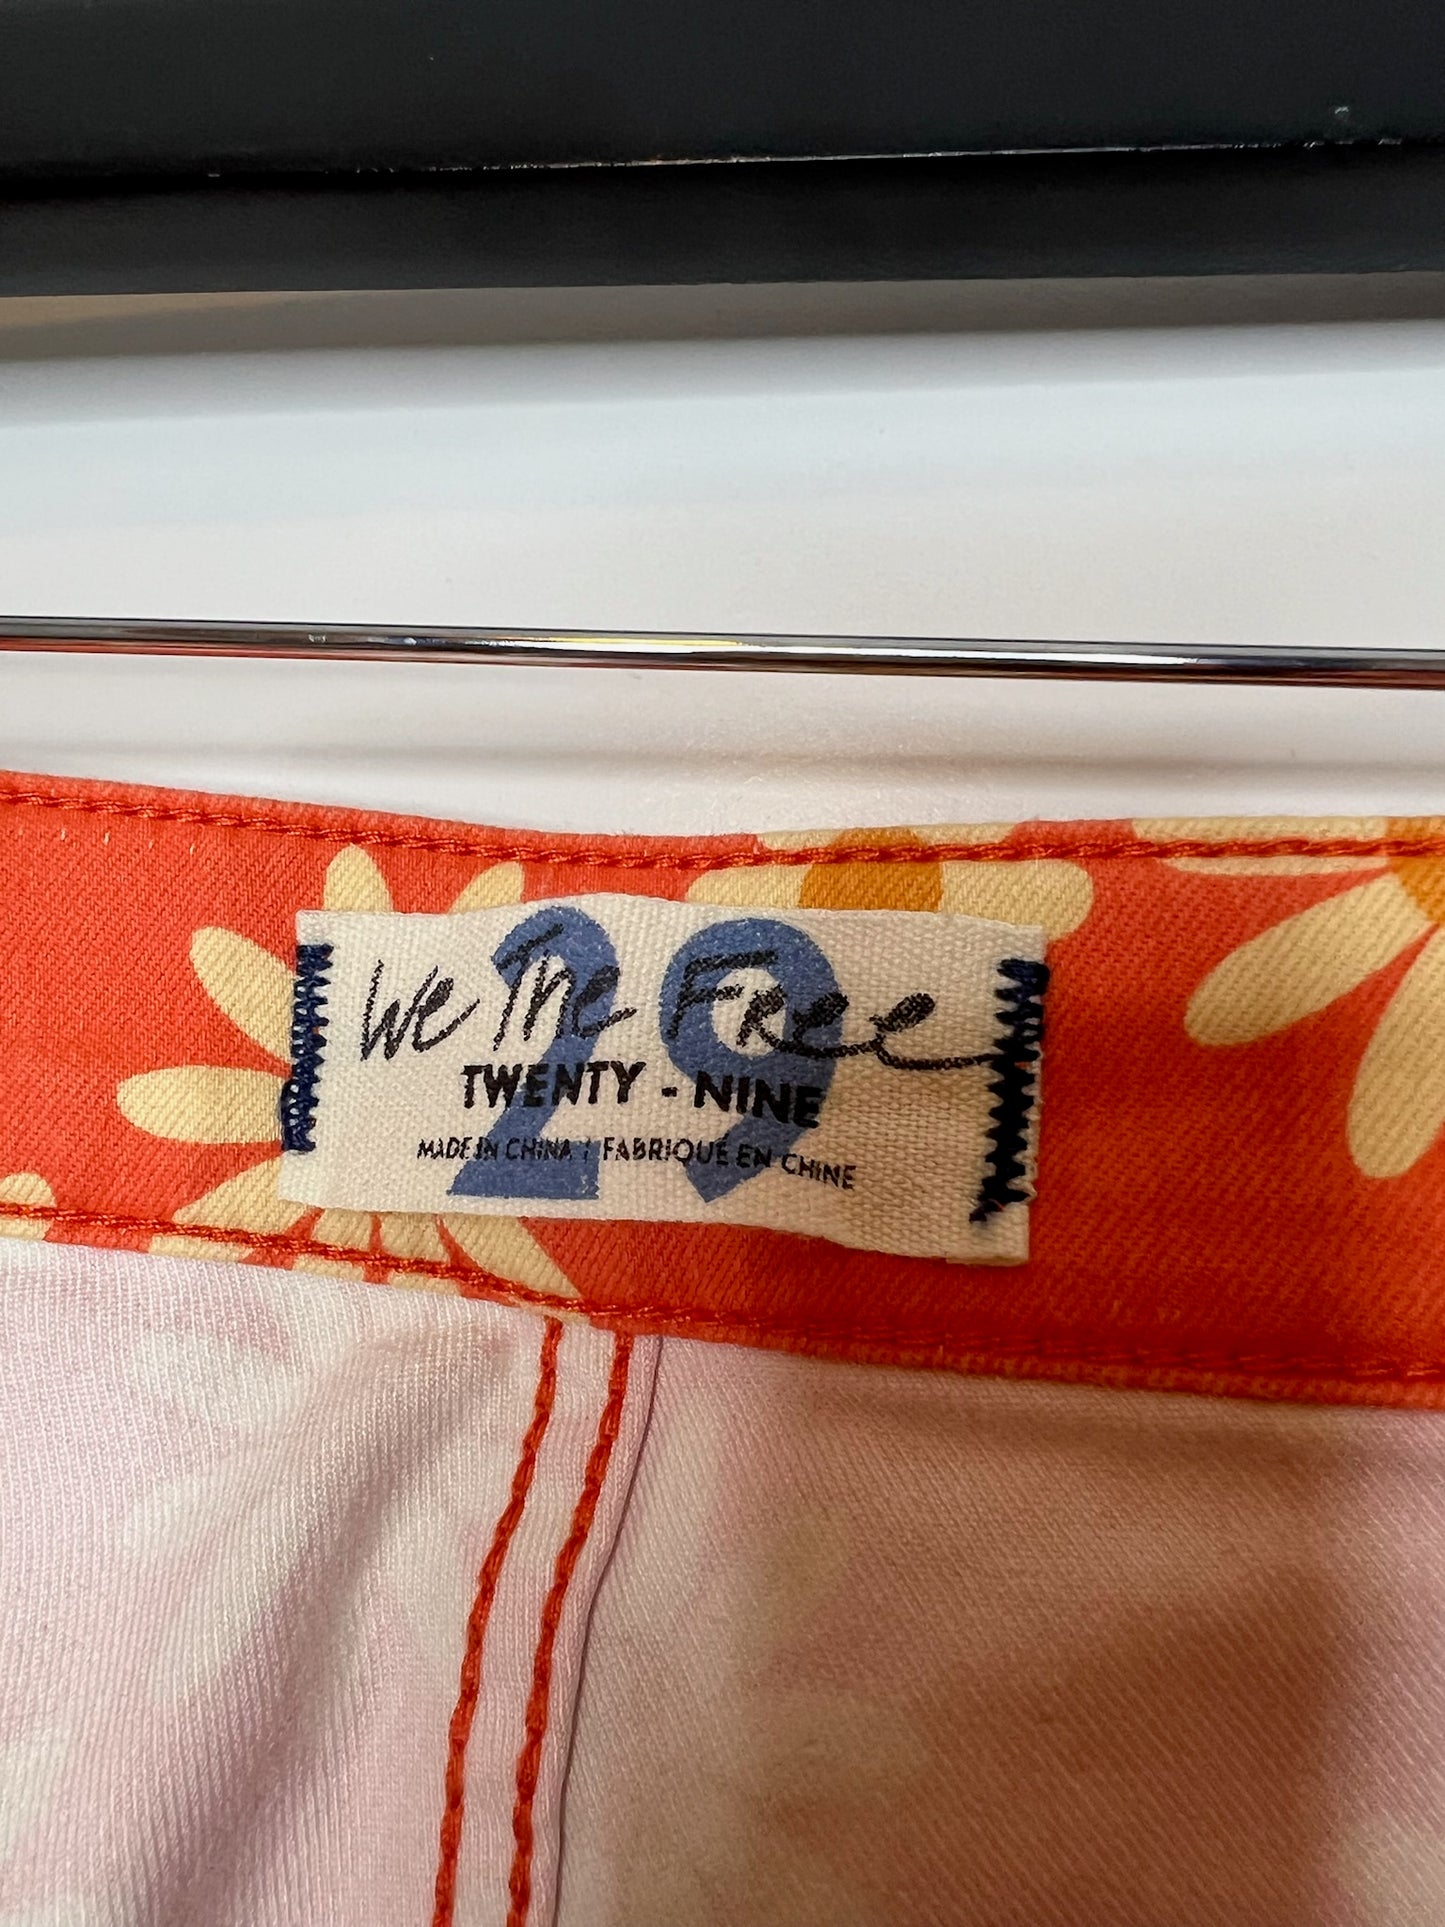 29
We The Free
TWENTY - NINE
MADE IN CHINA / FABRIQUÉ EN CHINE